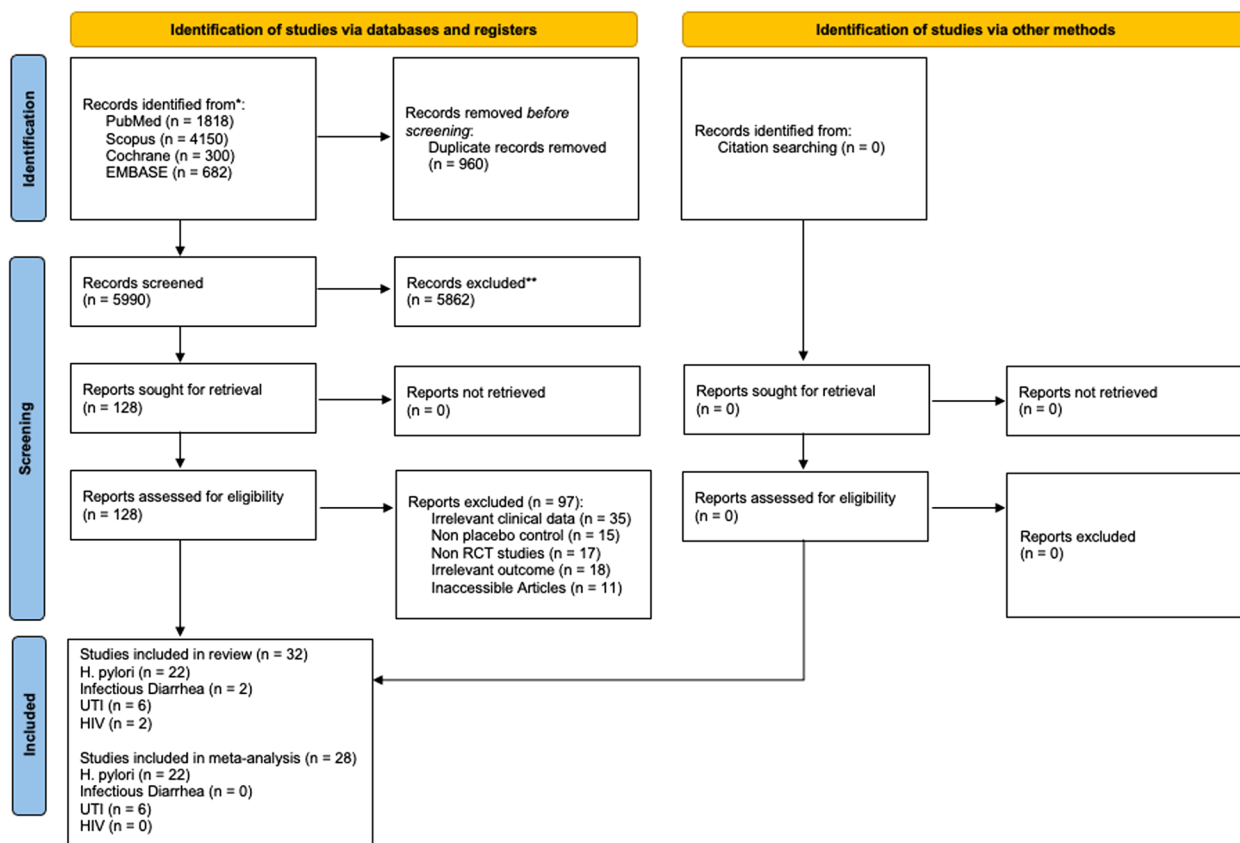 Identification of studies via databases and registers
Identification of studies via other methods
Identification
Records identified from*:
PubMed (n = 1818)
Scopus (n = 4150)
Cochrane (n = 300)
EMBASE (n = 682)
Records removed before
screening:
Duplicate records removed
(n = 960)
Records identified from:
Citation searching (n = 0)
Screening
Records screened
(n = 5990)
Records excluded**
(n = 5862)
Reports sought for retrieval
(n = 128)
Reports not retrieved
(n = 0)
Reports sought for retrieval
(n = 0)
Reports not retrieved
(n = 0)
Reports assessed for eligibility
(n = 128)
Reports excluded (n = 97):
Irrelevant clinical data (n = 35)
Non placebo control (n = 15)
Non RCT studies (n = 17)
Irrelevant outcome (n = 18)
Inaccessible Articles (n = 11)
Reports assessed for eligibility
(n = 0)
Reports excluded
(n = 0)
Included
Studies included in review (n = 32)
H. pylori (n = 22)
Infectious Diarrhea (n = 2)
UTI (n = 6)
HIV (n = 2)
Studies included in meta-analysis (n = 28)
H. pylori (n = 22)
Infectious Diarrhea (n = 0)
UTI (n = 6)
HIV (n = 0)